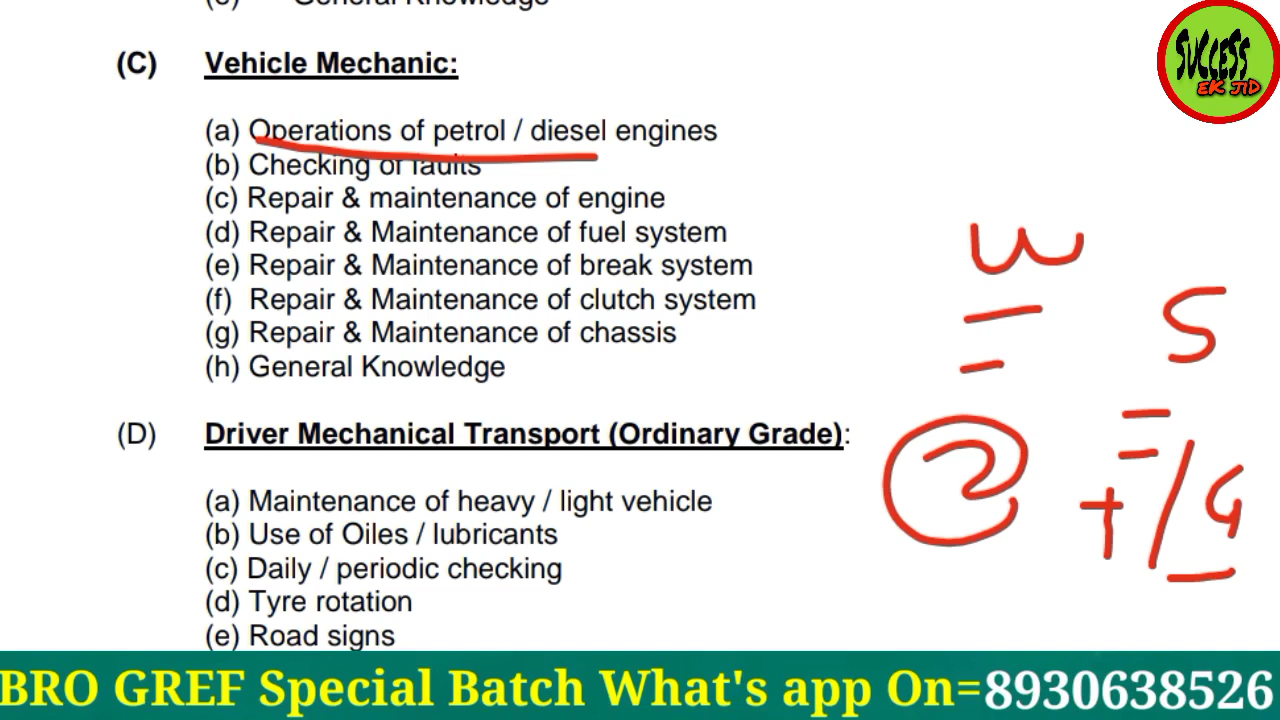 General Knowledge
SUCCESS
EK JID
(C) Vehicle Mechanic:
(a) Operations of petrol / diesel engines
(b) Checking of faults
(c) Repair & maintenance of engine
(d) Repair & Maintenance of fuel system
(e) Repair & Maintenance of break system
(f) Repair & Maintenance of clutch system
(g) Repair & Maintenance of chassis
(h) General Knowledge
(D) Driver Mechanical Transport (Ordinary Grade):
(a) Maintenance of heavy / light vehicle
(b) Use of Oiles / lubricants
(c) Daily / periodic checking
(d) Tyre rotation
(e) Road signs
BRO GREF Special Batch What's app On=8930638526